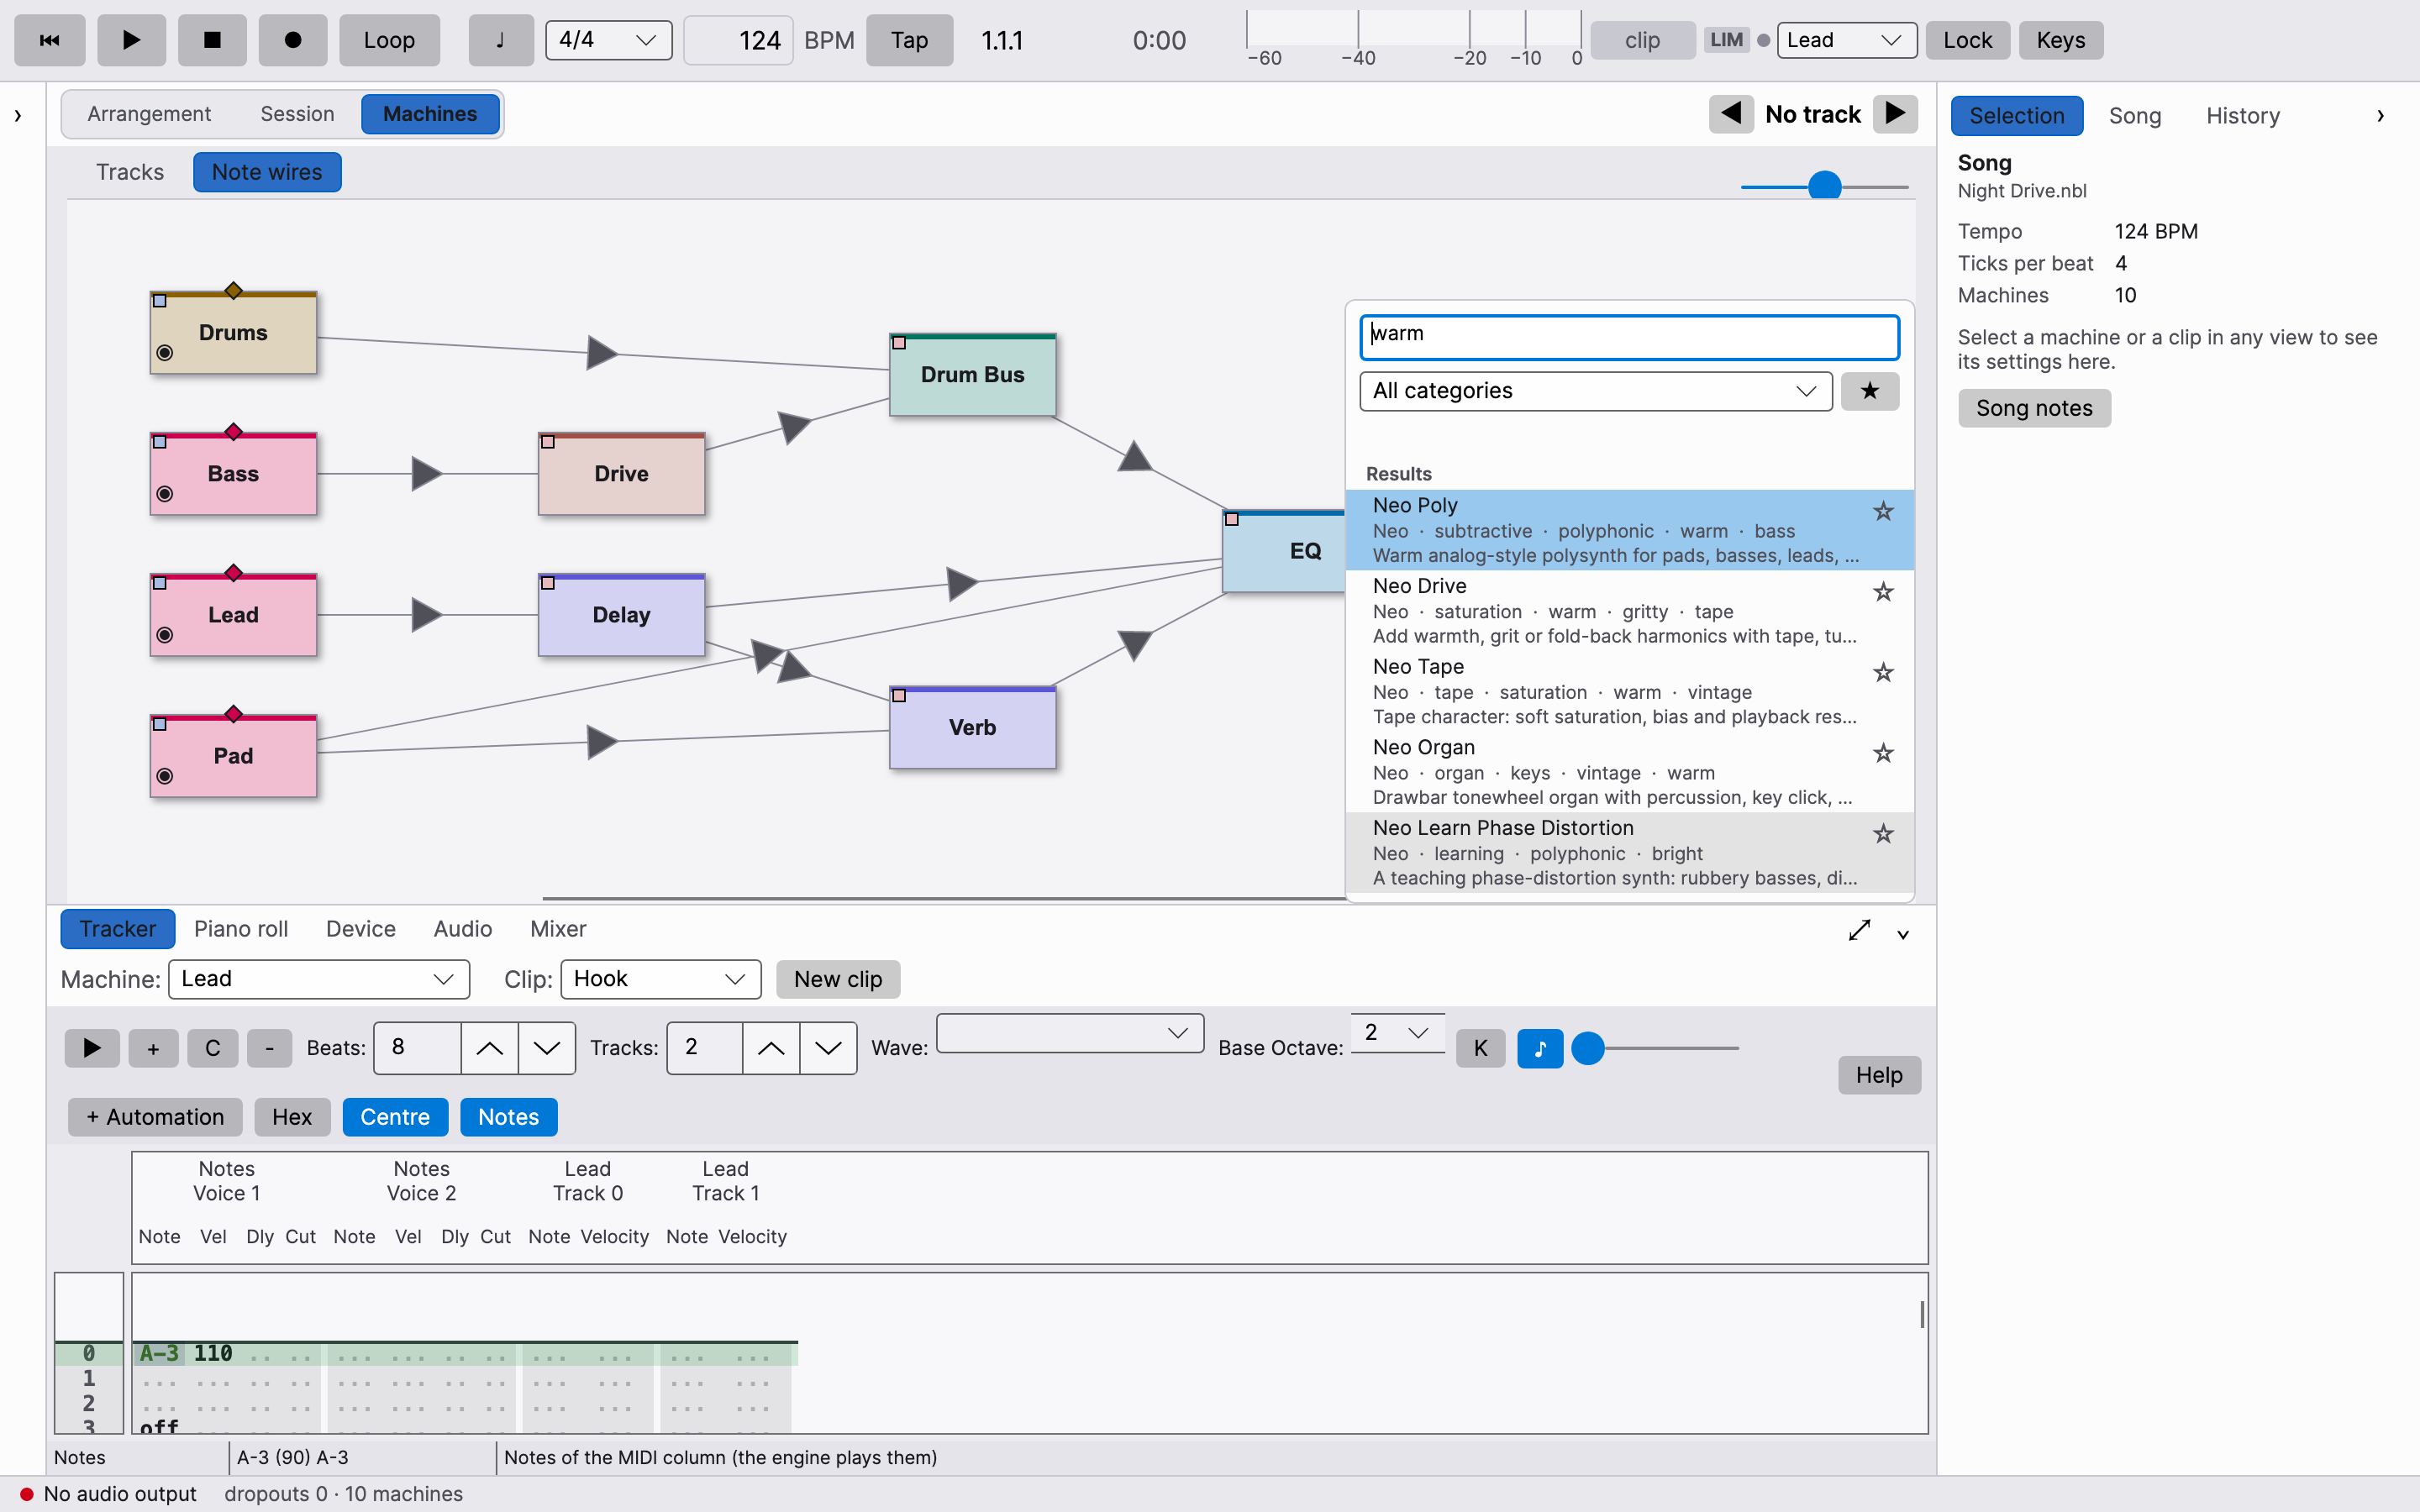 Loop
4/4
124 BPM
Tap
1.1.1
0:00
−60 −40 −20 −10 0
clip
LIM
Lead
Lock
Keys
Arrangement Session Machines
No track
Selection Song History
Tracks Note wires
Song
Night Drive.nbl
Tempo 124 BPM
Ticks per beat 4
Machines 10
Select a machine or a clip in any view to see
its settings here.
Song notes
Drums
Drum Bus
Bass
Drive
EQ
Lead
Delay
Verb
Pad
warm
All categories
Results
Neo Poly
Neo · subtractive · polyphonic · warm · bass
Warm analog-style polysynth for pads, basses, leads, ...
Neo Drive
Neo · saturation · warm · gritty · tape
Add warmth, grit or fold-back harmonics with tape, tu...
Neo Tape
Neo · tape · saturation · warm · vintage
Tape character: soft saturation, bias and playback res...
Neo Organ
Neo · organ · keys · vintage · warm
Drawbar tonewheel organ with percussion, key click, ...
Neo Learn Phase Distortion
Neo · learning · polyphonic · bright
A teaching phase-distortion synth: rubbery basses, di...
Tracker Piano roll Device Audio Mixer
Machine: Lead Clip: Hook New clip
+ C - Beats: 8 Tracks: 2 Wave: Base Octave: 2 K
Help
+ Automation Hex Centre Notes
Notes Notes Lead Lead
Voice 1 Voice 2 Track 0 Track 1
Note Vel Dly Cut Note Vel Dly Cut Note Velocity Note Velocity
0 A−3 110 .. .. ... ... .. .. ... ... ... ...
1 ... ... .. .. ... ... .. .. ... ... ... ...
2 ... ... .. .. ... ... .. .. ... ... ... ...
3 off
Notes A-3 (90) A-3 Notes of the MIDI column (the engine plays them)
No audio output dropouts 0 · 10 machines